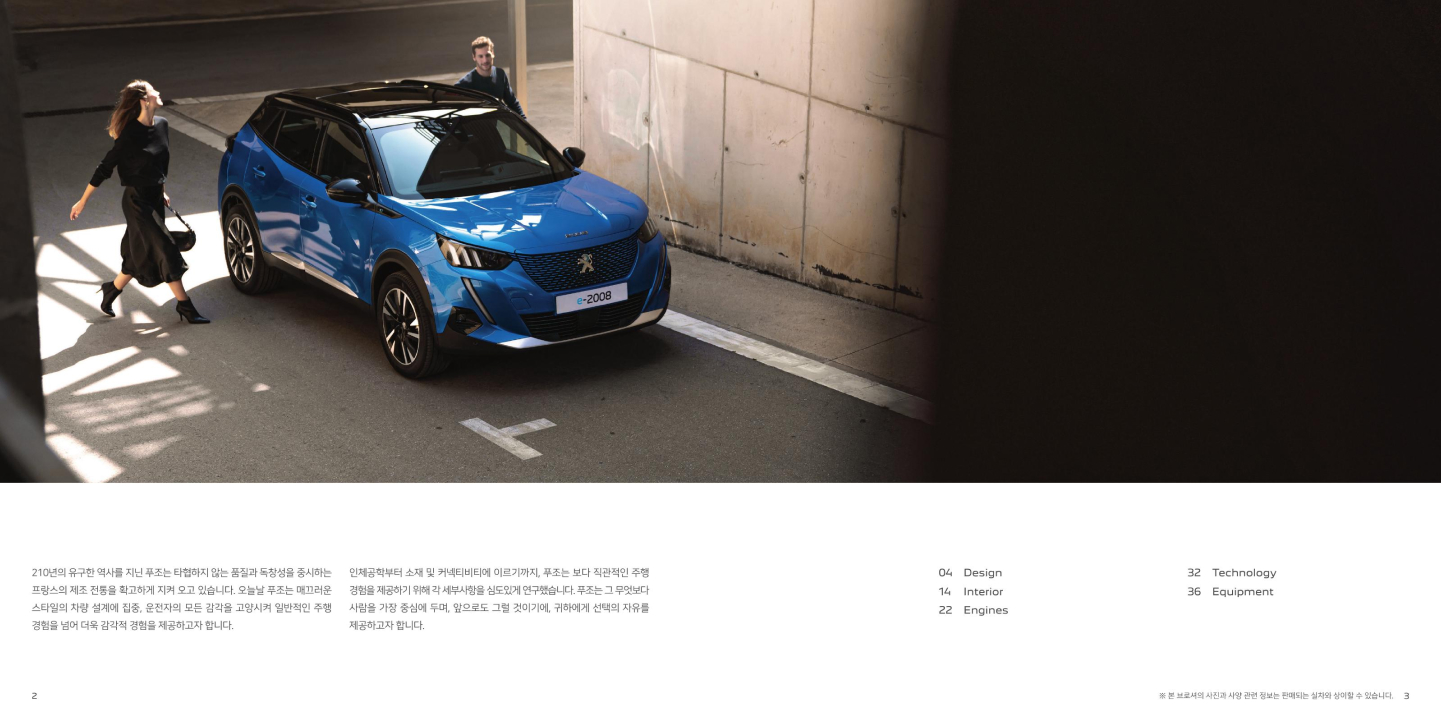 e-2008
210년의 유구한 역사를 지닌 푸조는 타협하지 않는 품질과 독창성을 중시하는
프랑스의 제조 전통을 확고하게 지켜 오고 있습니다. 오늘날 푸조는 매끄러운
스타일의 차량 설계에 집중, 운전자의 모든 감각을 고양시켜 일반적인 주행
경험을 넘어 더욱 감각적 경험을 제공하고자 합니다.
인체공학부터 소재 및 커넥티비티에 이르기까지, 푸조는 보다 직관적인 주행
경험을 제공하기 위해 각 세부사항을 심도있게 연구했습니다. 푸조는 그 무엇보다
사람을 가장 중심에 두며, 앞으로도 그럴 것이기에, 귀하에게 선택의 자유를
제공하고자 합니다.
04 Design
14 Interior
22 Engines
32 Technology
36 Equipment
2
※ 본 브로셔의 사진과 사양 관련 정보는 판매되는 실차와 상이할 수 있습니다. 3